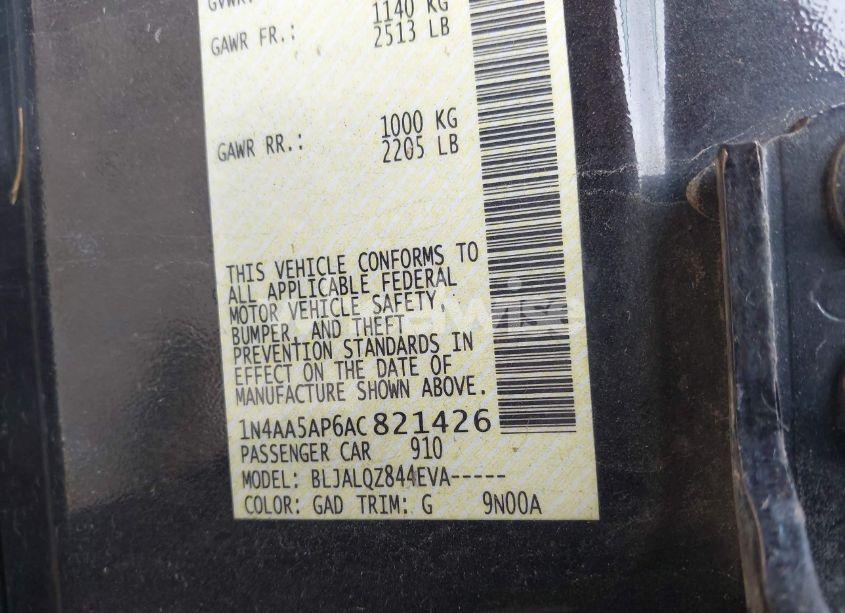 GVWR:
1140 KG
GAWR FR.: 2513 LB
1000 KG
GAWR RR.: 2205 LB
THIS VEHICLE CONFORMS TO
ALL APPLICABLE FEDERAL
MOTOR VEHICLE SAFETY,
BUMPER, AND THEFT
PREVENTION STANDARDS IN
EFFECT ON THE DATE OF
MANUFACTURE SHOWN ABOVE.
1N4AA5AP6AC821426
PASSENGER CAR 910
MODEL: BLJALQZ844EVA-----
COLOR: GAD TRIM: G 9N00A